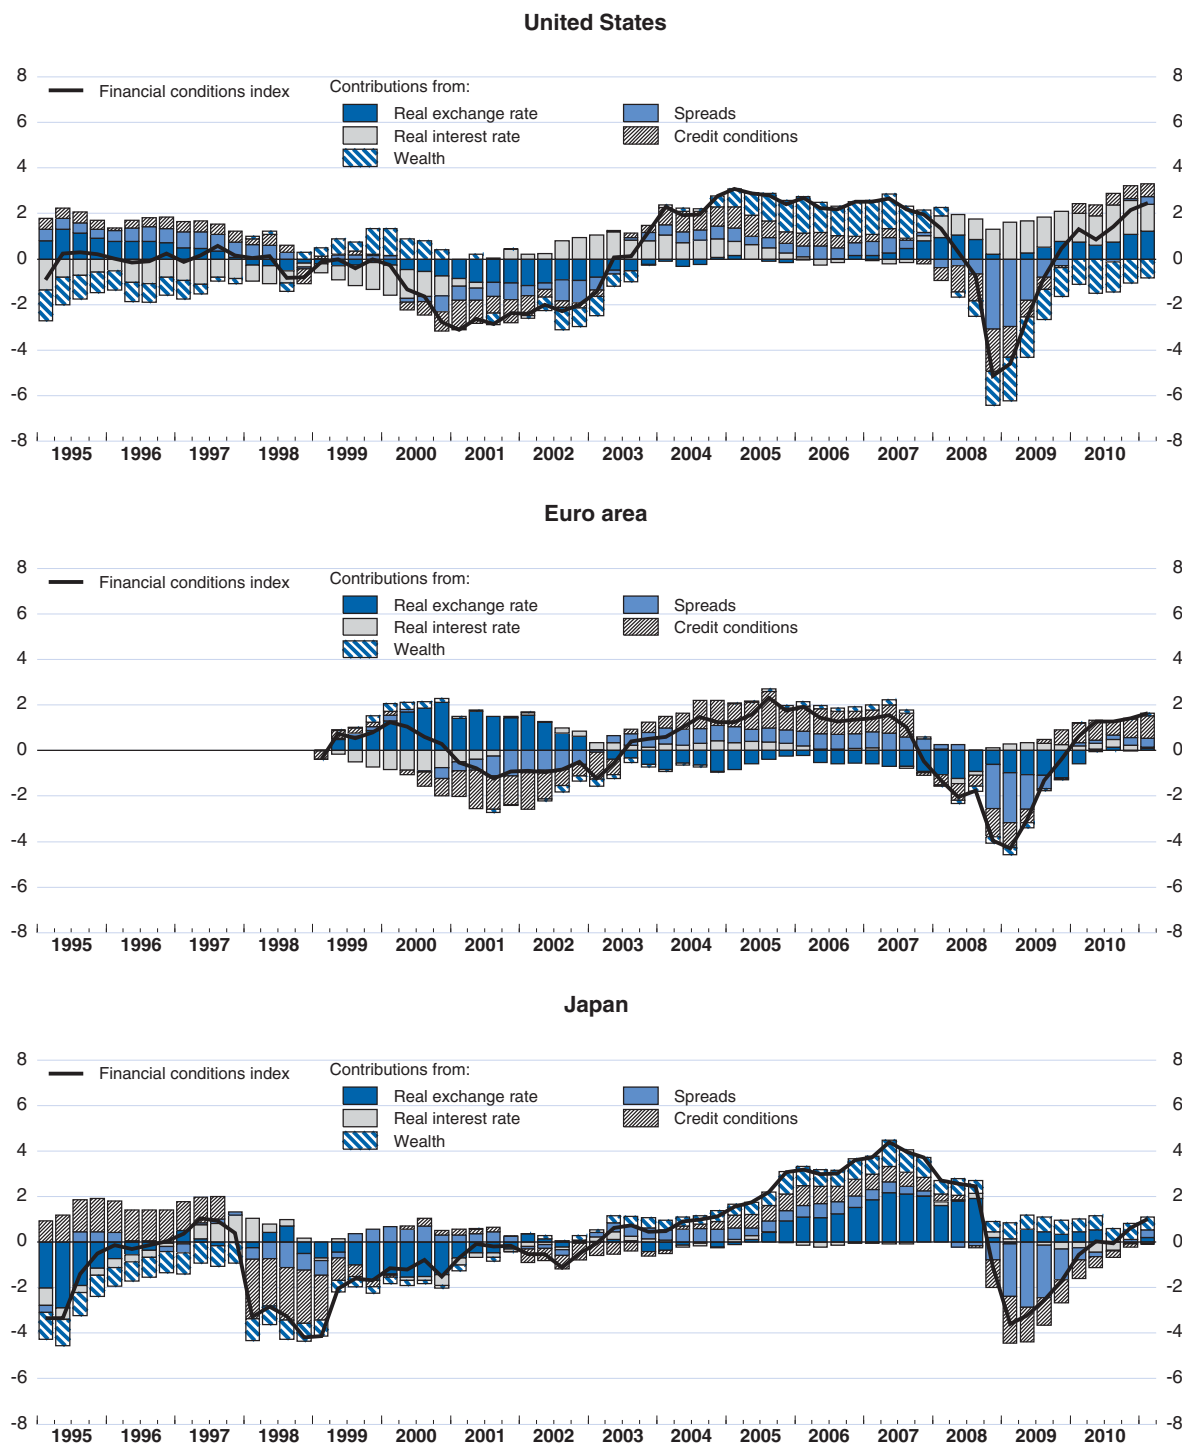 United States
8 8
Financial conditions index Contributions from:
Real exchange rate Spreads
6 6
Real interest rate Credit conditions
Wealth
4 4
2 2
0 0
-2 -2
-4 -4
-6 -6
-8 -8
1995 1996 1997 1998 1999 2000 2001 2002 2003 2004 2005 2006 2007 2008 2009 2010
Euro area
8 8
Financial conditions index Contributions from:
Real exchange rate Spreads
6 6
Real interest rate Credit conditions
Wealth
4 4
2 2
0 0
-2 -2
-4 -4
-6 -6
-8 -8
1995 1996 1997 1998 1999 2000 2001 2002 2003 2004 2005 2006 2007 2008 2009 2010
Japan
8 8
Financial conditions index Contributions from:
Real exchange rate Spreads
6 6
Real interest rate Credit conditions
Wealth
4 4
2 2
0 0
-2 -2
-4 -4
-6 -6
-8 -8
1995 1996 1997 1998 1999 2000 2001 2002 2003 2004 2005 2006 2007 2008 2009 2010